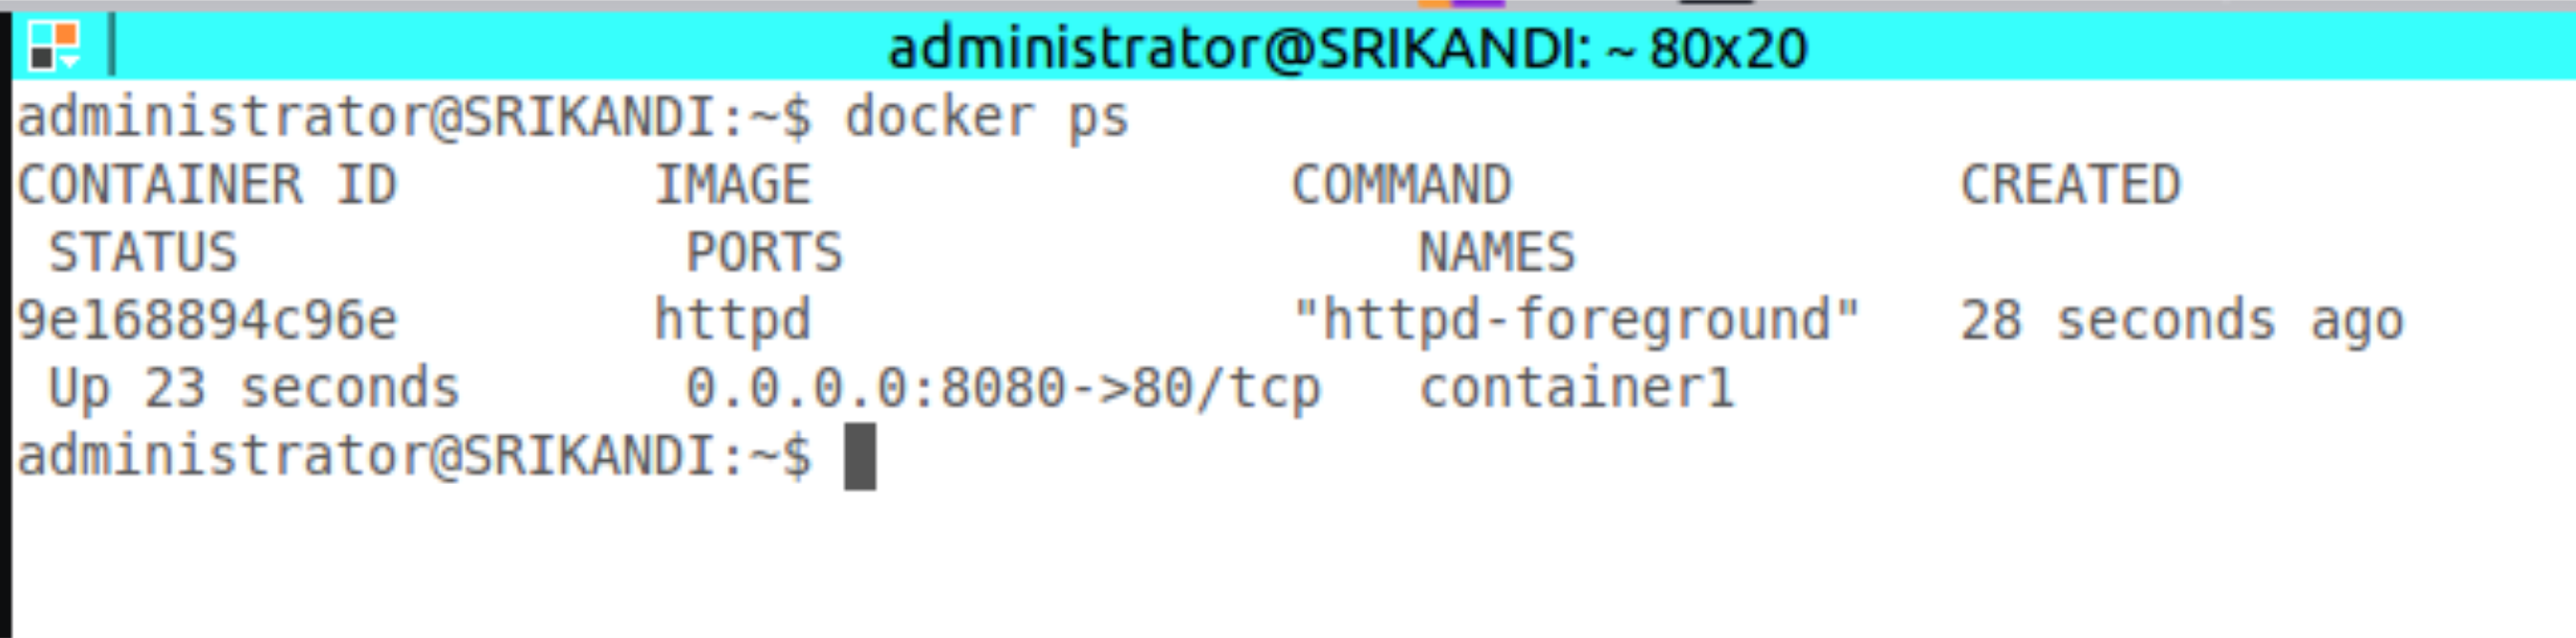 administrator@SRIKANDI: ~ 80x20
administrator@SRIKANDI:~$ docker ps
CONTAINER ID        IMAGE               COMMAND              CREATED
 STATUS              PORTS                  NAMES
9e168894c96e        httpd               "httpd-foreground"   28 seconds ago
 Up 23 seconds       0.0.0.0:8080->80/tcp   container1
administrator@SRIKANDI:~$